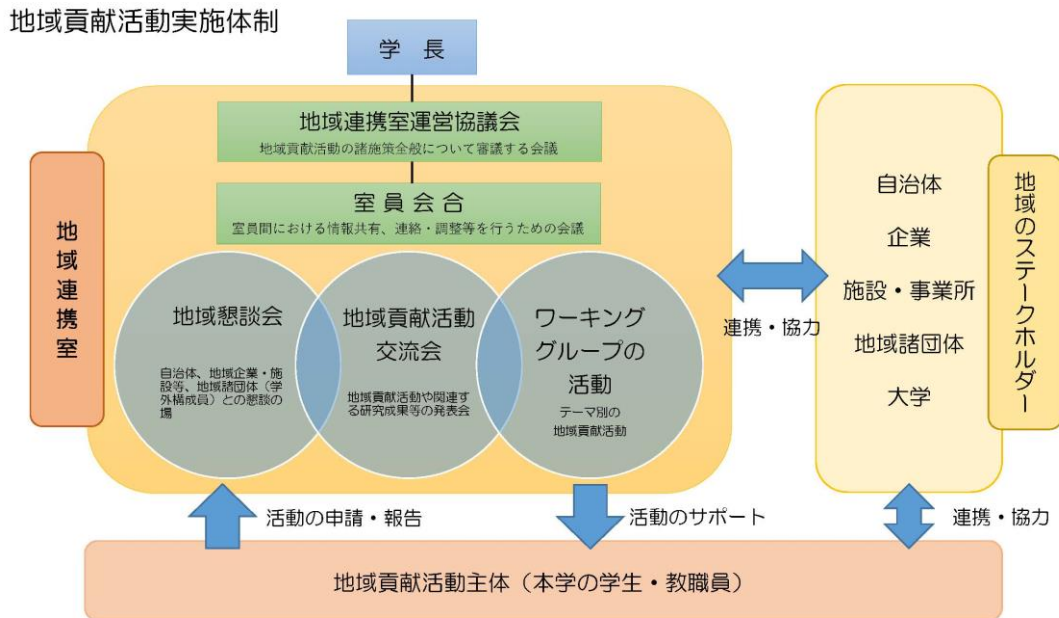 地域貢献活動実施体制
学　長
地域連携室運営協議会
地域貢献活動の諸施策全般について審議する会議
室 員 会 合
室員間における情報共有、連絡・調整等を行うための会議
地域連携室
地域懇談会
自治体、地域企業・施
設等、地域諸団体（学
外構成員）との懇談の
場
地域貢献活動
交流会
地域貢献活動や関連す
る研究成果等の発表会
ワーキング
グループの
活動
テーマ別の
地域貢献活動
連携・協力
自治体
企業
施設・事業所
地域諸団体
大学
地域のステークホルダー
活動の申請・報告
活動のサポート
連携・協力
地域貢献活動主体（本学の学生・教職員）